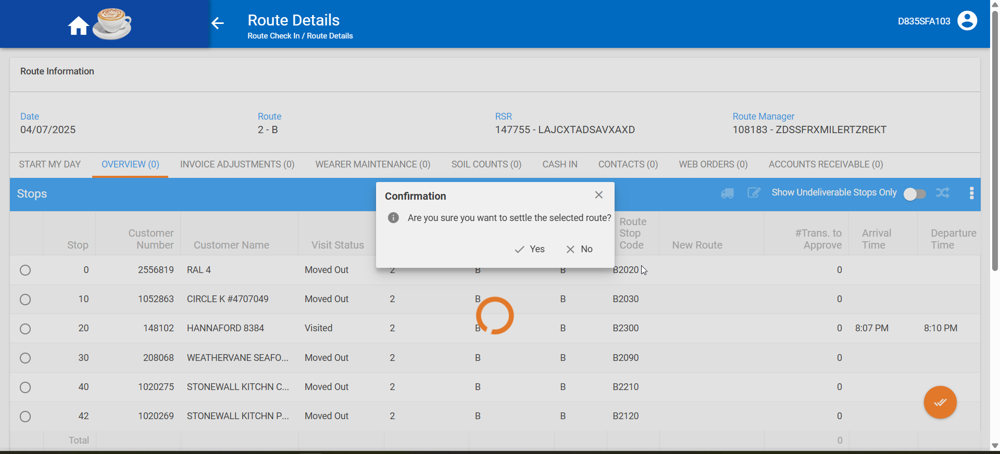 Route Details
Route Check In / Route Details
D835SFA103
Route Information
Date
04/07/2025
Route
2 - B
RSR
147755 - LAJCXTADSAVXAXD
Route Manager
108183 - ZDSSFRXMILERTZREKT
START MY DAY OVERVIEW (0) INVOICE ADJUSTMENTS (0) WEARER MAINTENANCE (0) SOIL COUNTS (0) CASH IN CONTACTS (0) WEB ORDERS (0) ACCOUNTS RECEIVABLE (0)
Stops
Show Undeliverable Stops Only
Confirmation
Are you sure you want to settle the selected route?
Yes No
Stop
Customer
Number
Customer Name
Visit Status
Route
Stop
Code
New Route
#Trans. to
Approve
Arrival
Time
Departure
Time
0 2556819 RAL 4 Moved Out 2 B B B2020 0
10 1052863 CIRCLE K #4707049 Moved Out 2 B B B2030 0
20 148102 HANNAFORD 8384 Visited 2 B B B2300 0 8:07 PM 8:10 PM
30 208068 WEATHERVANE SEAFO... Moved Out 2 B B B2090 0
40 1020275 STONEWALL KITCHN C... Moved Out 2 B B B2210 0
42 1020269 STONEWALL KITCHN P... Moved Out 2 B B B2120 0
Total 0